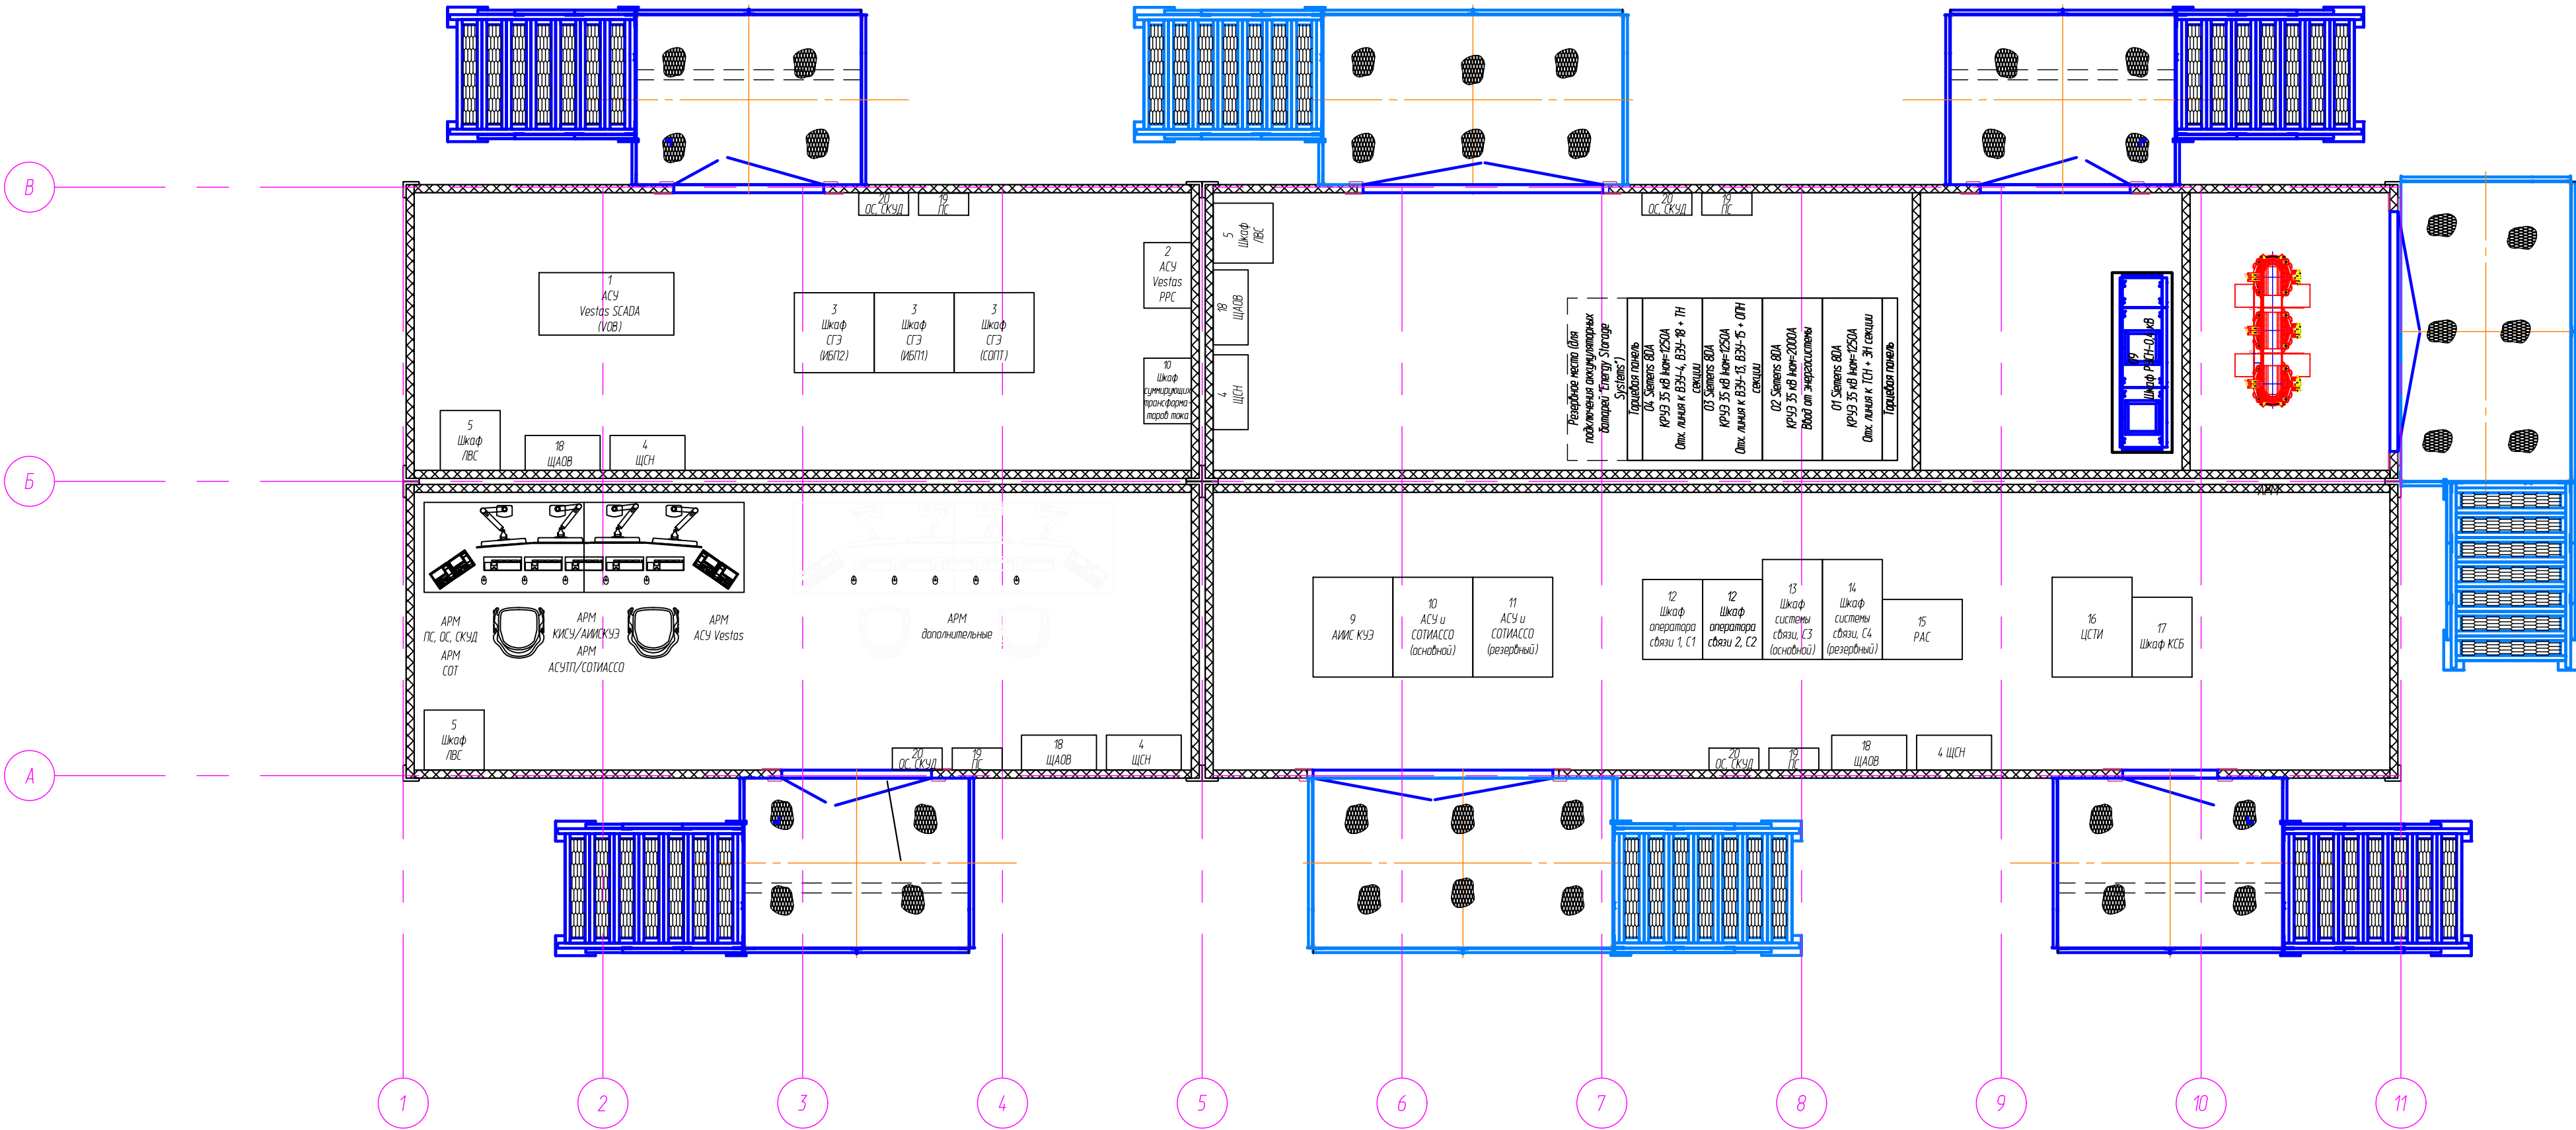 В
20
ОС, СКУД
19
ПС
20
ОС, СКУД
19
ПС
1
АСУ
Vestas SCADA
(VOB)
3
Шкаф
СГЭ
(ИБП2)
3
Шкаф
СГЭ
(ИБП1)
3
Шкаф
СГЭ
(СОПТ)
2
АСУ
Vestas
PPC
10
Шкаф
суммирующих
трансформа-
торов тока
5
Шкаф
ЛВС
18
ЩАОВ
4
ЩСН
5
Шкаф
ЛВС
18
ЩАОВ
4
ЩСН
Резервное место (для
подключения аккумуляторных
батарей "Energy Storage
Systems")
Торцевая панель
04 Siemens 8DA
КРУЭ 35 кВ Iном=1250А
Отх. линия к ВЭУ-4, ВЭУ-18 + ТН
секции
03 Siemens 8DA
КРУЭ 35 кВ Iном=1250А
Отх. линия к ВЭУ-13, ВЭУ-15 + ОПН
секции
02 Siemens 8DA
КРУЭ 35 кВ Iном=2000А
Ввод от энергосистемы
01 Siemens 8DA
КРУЭ 35 кВ Iном=1250А
Отх. линия к ТСН + ЗН секции
Торцевая панель
Шкаф РУСН-0,4 кВ
Б
АРМ
АРМ
ПС, ОС, СКУД
АРМ
СОТ
АРМ
КИСУ/АИИСКУЭ
АРМ
АСУТП/СОТИАССО
АРМ
АСУ Vestas
АРМ
дополнительные
9
АИИС КУЭ
10
АСУ и
СОТИАССО
(основной)
11
АСУ и
СОТИАССО
(резервный)
12
Шкаф
оператора
связи 1, С1
12
Шкаф
оператора
связи 2, С2
13
Шкаф
системы
связи, С3
(основной)
14
Шкаф
системы
связи, С4
(резервный)
15
РАС
16
ЦСТИ
17
Шкаф КСБ
5
Шкаф
ЛВС
20
ОС, СКУД
19
ПС
18
ЩАОВ
4
ЩСН
20
ОС, СКУД
19
ПС
18
ЩАОВ
4 ЩСН
А
1
2
3
4
5
6
7
8
9
10
11